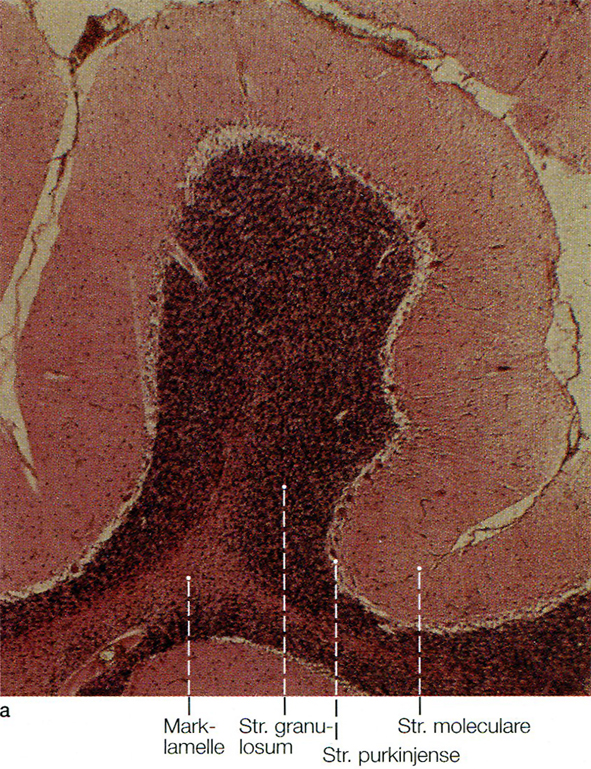 a
Mark-
lamelle
Str. granu-
losum
Str. purkinjense
Str. moleculare